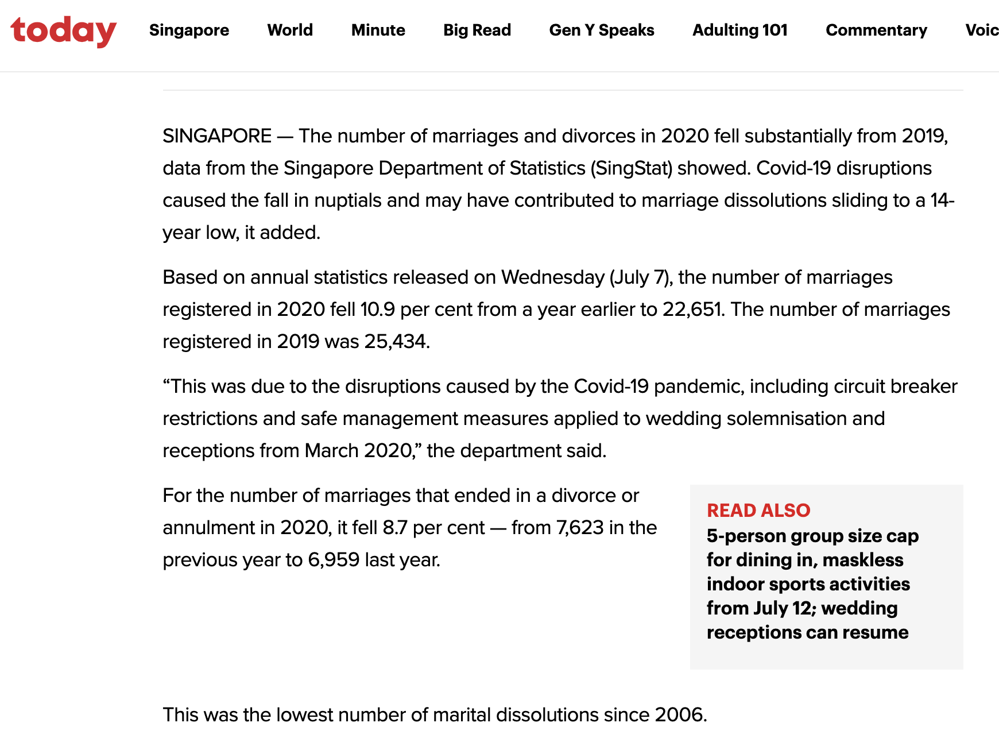 today Singapore World Minute Big Read Gen Y Speaks Adulting 101 Commentary Voic
SINGAPORE — The number of marriages and divorces in 2020 fell substantially from 2019,
data from the Singapore Department of Statistics (SingStat) showed. Covid-19 disruptions
caused the fall in nuptials and may have contributed to marriage dissolutions sliding to a 14-
year low, it added.
Based on annual statistics released on Wednesday (July 7), the number of marriages
registered in 2020 fell 10.9 per cent from a year earlier to 22,651. The number of marriages
registered in 2019 was 25,434.
“This was due to the disruptions caused by the Covid-19 pandemic, including circuit breaker
restrictions and safe management measures applied to wedding solemnisation and
receptions from March 2020,” the department said.
For the number of marriages that ended in a divorce or
annulment in 2020, it fell 8.7 per cent — from 7,623 in the
previous year to 6,959 last year.
READ ALSO
5-person group size cap
for dining in, maskless
indoor sports activities
from July 12; wedding
receptions can resume
This was the lowest number of marital dissolutions since 2006.